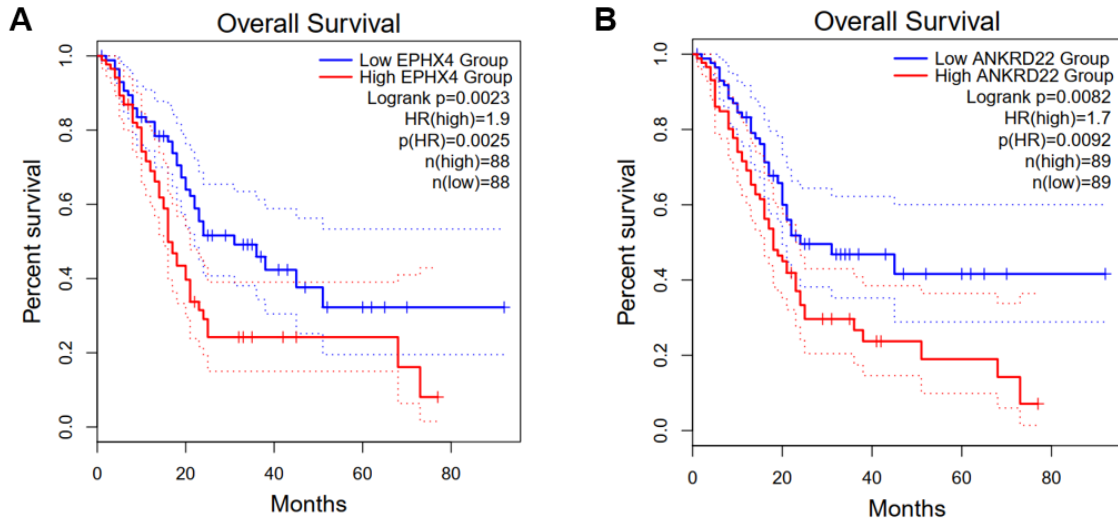 A
Overall Survival
Low EPHX4 Group
High EPHX4 Group
Logrank p=0.0023
HR(high)=1.9
p(HR)=0.0025
n(high)=88
n(low)=88
Percent survival
1.0
0.8
0.6
0.4
0.2
0.0
0 20 40 60 80
Months
B
Overall Survival
Low ANKRD22 Group
High ANKRD22 Group
Logrank p=0.0082
HR(high)=1.7
p(HR)=0.0092
n(high)=89
n(low)=89
Percent survival
1.0
0.8
0.6
0.4
0.2
0.0
0 20 40 60 80
Months